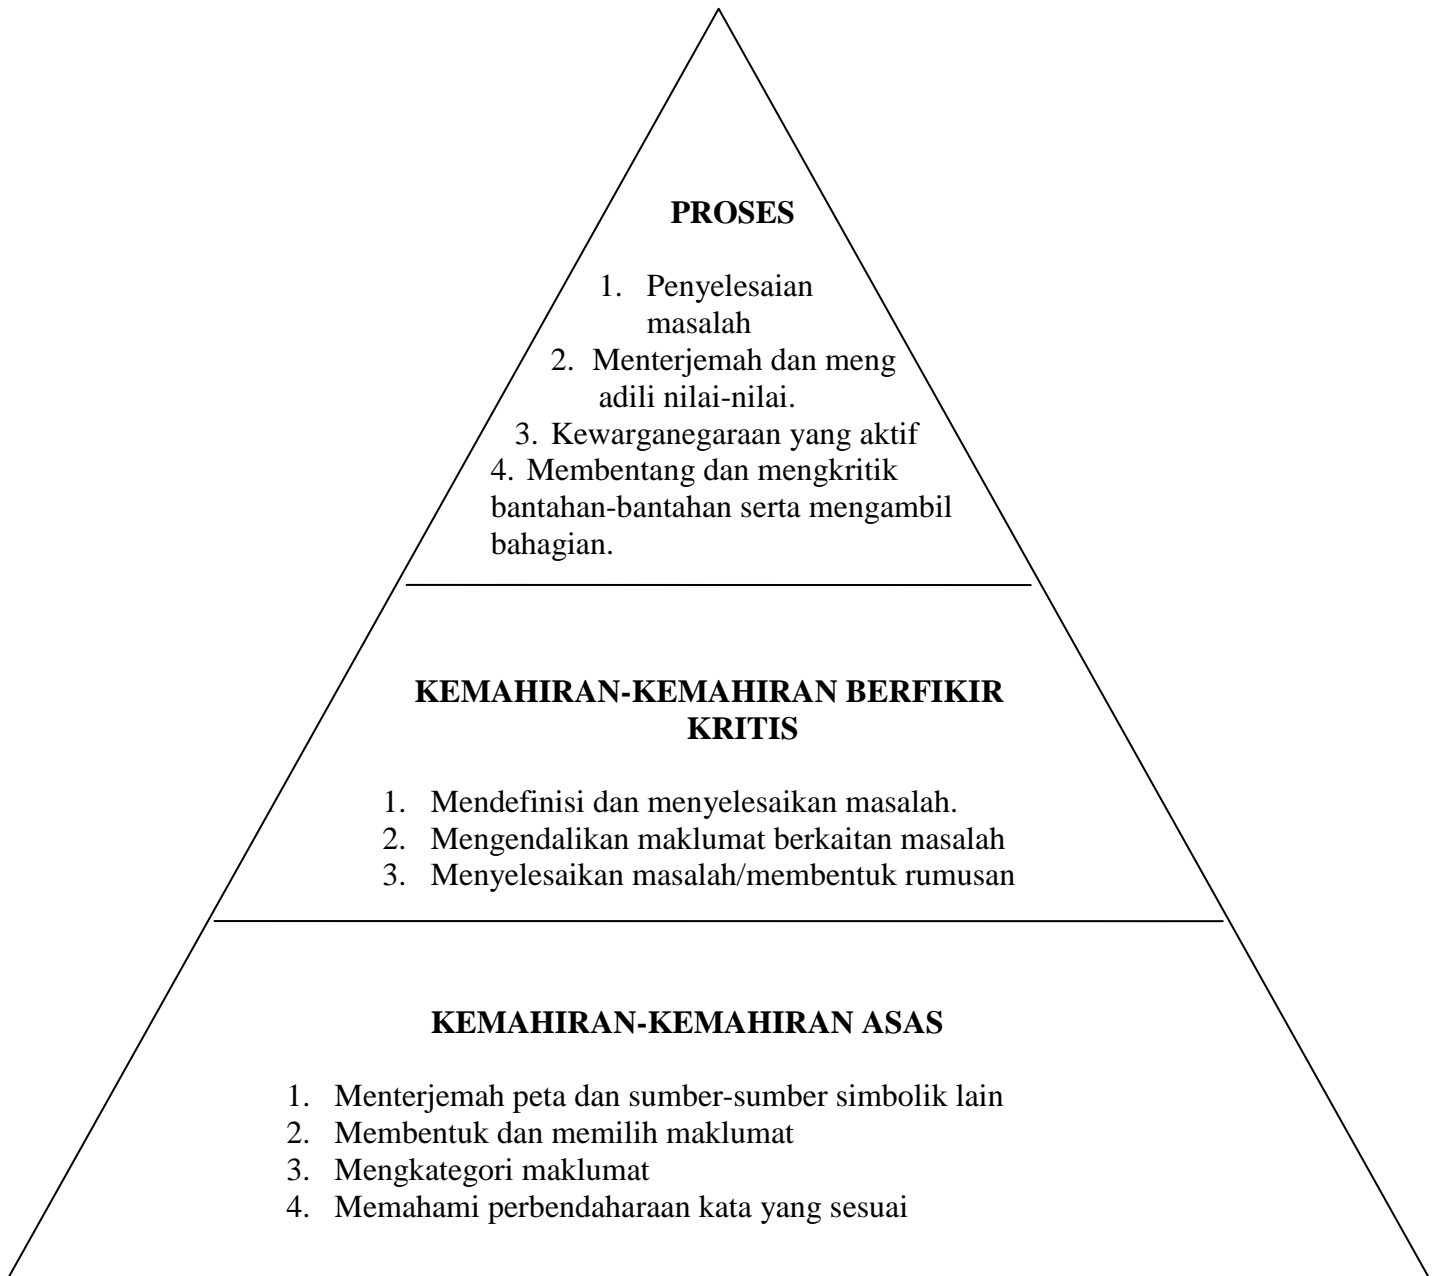 PROSES
1. Penyelesaian
masalah
2. Menterjemah dan meng
adili nilai-nilai.
3. Kewarganegaraan yang aktif
4. Membentang dan mengkritik
bantahan-bantahan serta mengambil
bahagian.
KEMAHIRAN-KEMAHIRAN BERFIKIR
KRITIS
1. Mendefinisi dan menyelesaikan masalah.
2. Mengendalikan maklumat berkaitan masalah
3. Menyelesaikan masalah/membentuk rumusan
KEMAHIRAN-KEMAHIRAN ASAS
1. Menterjemah peta dan sumber-sumber simbolik lain
2. Membentuk dan memilih maklumat
3. Mengkategori maklumat
4. Memahami perbendaharaan kata yang sesuai